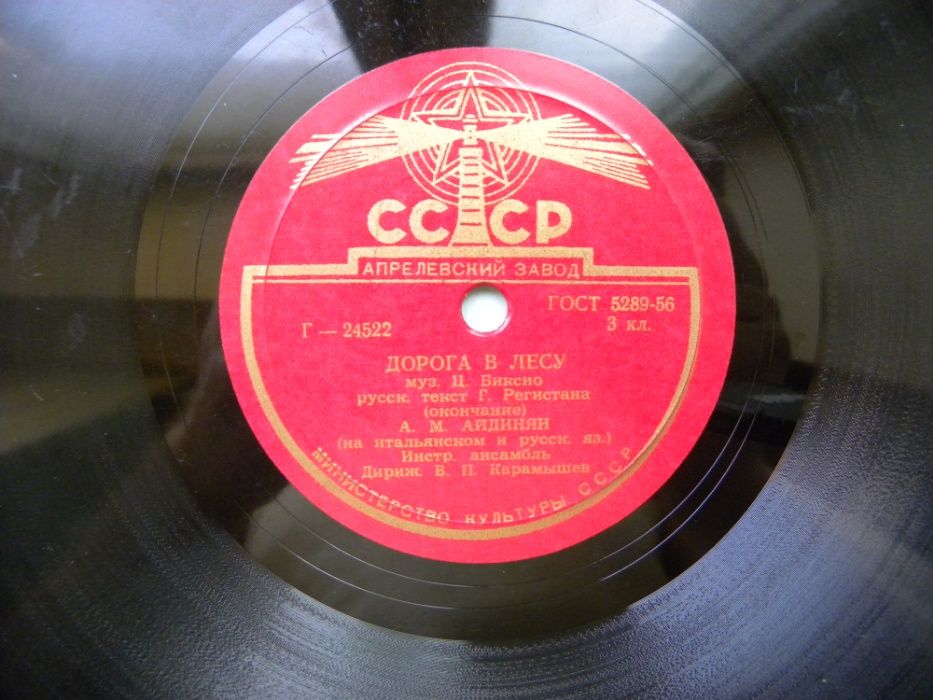 СССР
АПРЕЛЕВСКИЙ ЗАВОД
ГОСТ 5289-56
Г — 24522
3 кл.
ДОРОГА В ЛЕСУ
муз. Ц. Биксио
русск. текст Г. Регистана
(окончание)
А. М. АЙДИНЯН
(на итальянском и русск. яз.)
Инстр. ансамбль
Дириж. В. П. Карамышев
МИНИСТЕРСТВО КУЛЬТУРЫ СССР